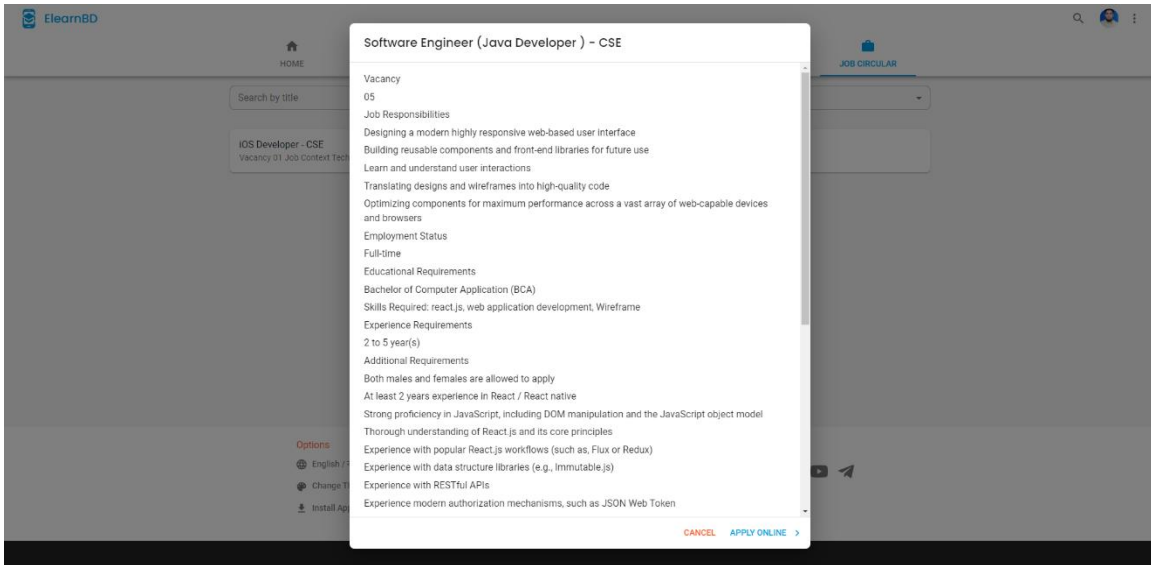 ElearnBD
HOME
JOB CIRCULAR
Search by title
iOS Developer - CSE
Vacancy 01 Job Context Tech
Software Engineer (Java Developer ) - CSE
Vacancy
05
Job Responsibilities
Designing a modern highly responsive web-based user interface
Building reusable components and front-end libraries for future use
Learn and understand user interactions
Translating designs and wireframes into high-quality code
Optimizing components for maximum performance across a vast array of web-capable devices
and browsers
Employment Status
Full-time
Educational Requirements
Bachelor of Computer Application (BCA)
Skills Required: react.js, web application development, Wireframe
Experience Requirements
2 to 5 year(s)
Additional Requirements
Both males and females are allowed to apply
At least 2 years experience in React / React native
Strong proficiency in JavaScript, including DOM manipulation and the JavaScript object model
Thorough understanding of React.js and its core principles
Experience with popular React.js workflows (such as, Flux or Redux)
Experience with data structure libraries (e.g., Immutable.js)
Experience with RESTful APIs
Experience modern authorization mechanisms, such as JSON Web Token
CANCEL APPLY ONLINE
Options
English /
Change
Install